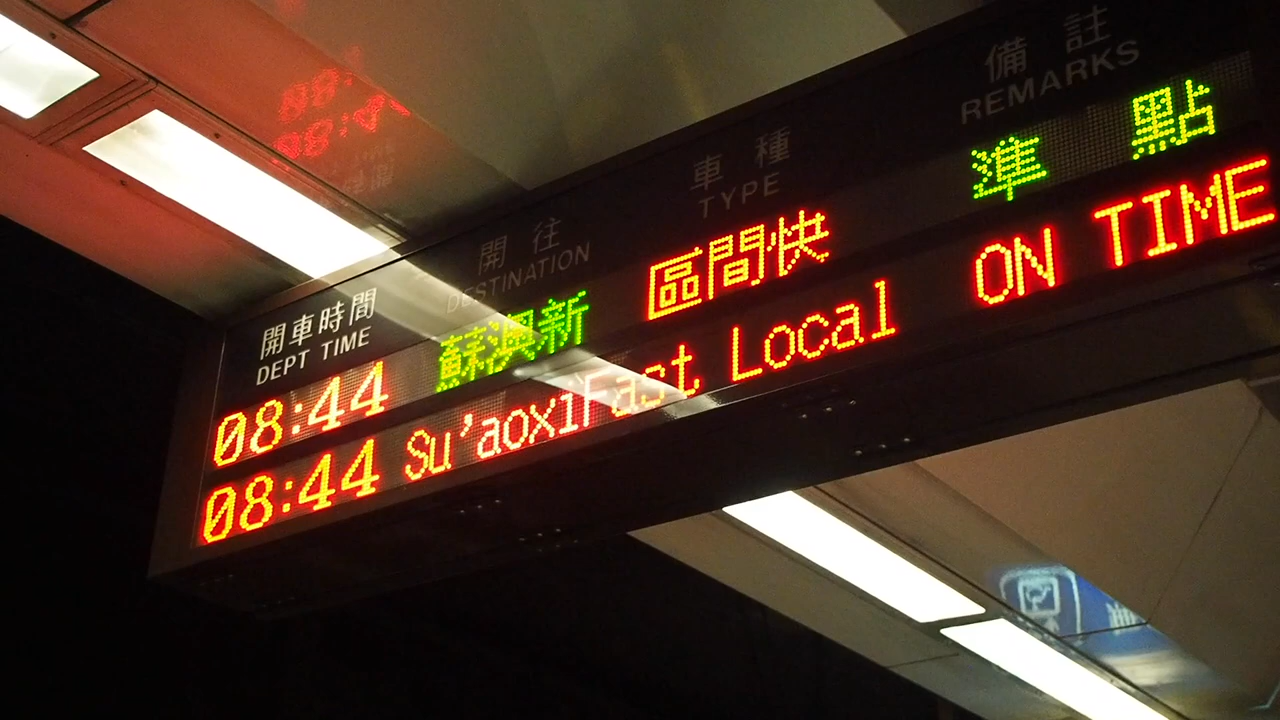 開車時間 開往 車種 備註
DEPT TIME DESTINATION TYPE REMARKS
08:44 蘇澳新 區間快 準點
08:44 Su'aoxi Fast Local ON TIME